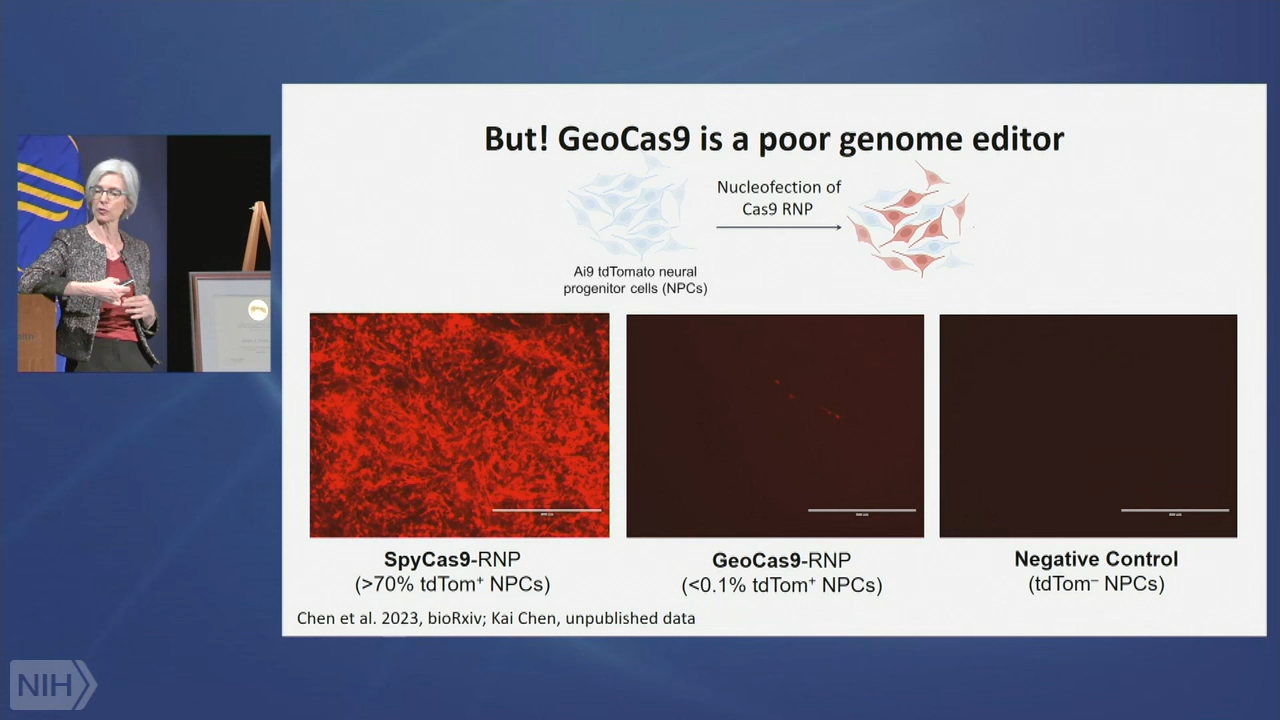 But! GeoCas9 is a poor genome editor
Nucleofection of
Cas9 RNP
Ai9 tdTomato neural
progenitor cells (NPCs)
SpyCas9-RNP
(>70% tdTom⁺ NPCs)
GeoCas9-RNP
(<0.1% tdTom⁺ NPCs)
Negative Control
(tdTom⁻ NPCs)
Chen et al. 2023, bioRxiv; Kai Chen, unpublished data
NIH